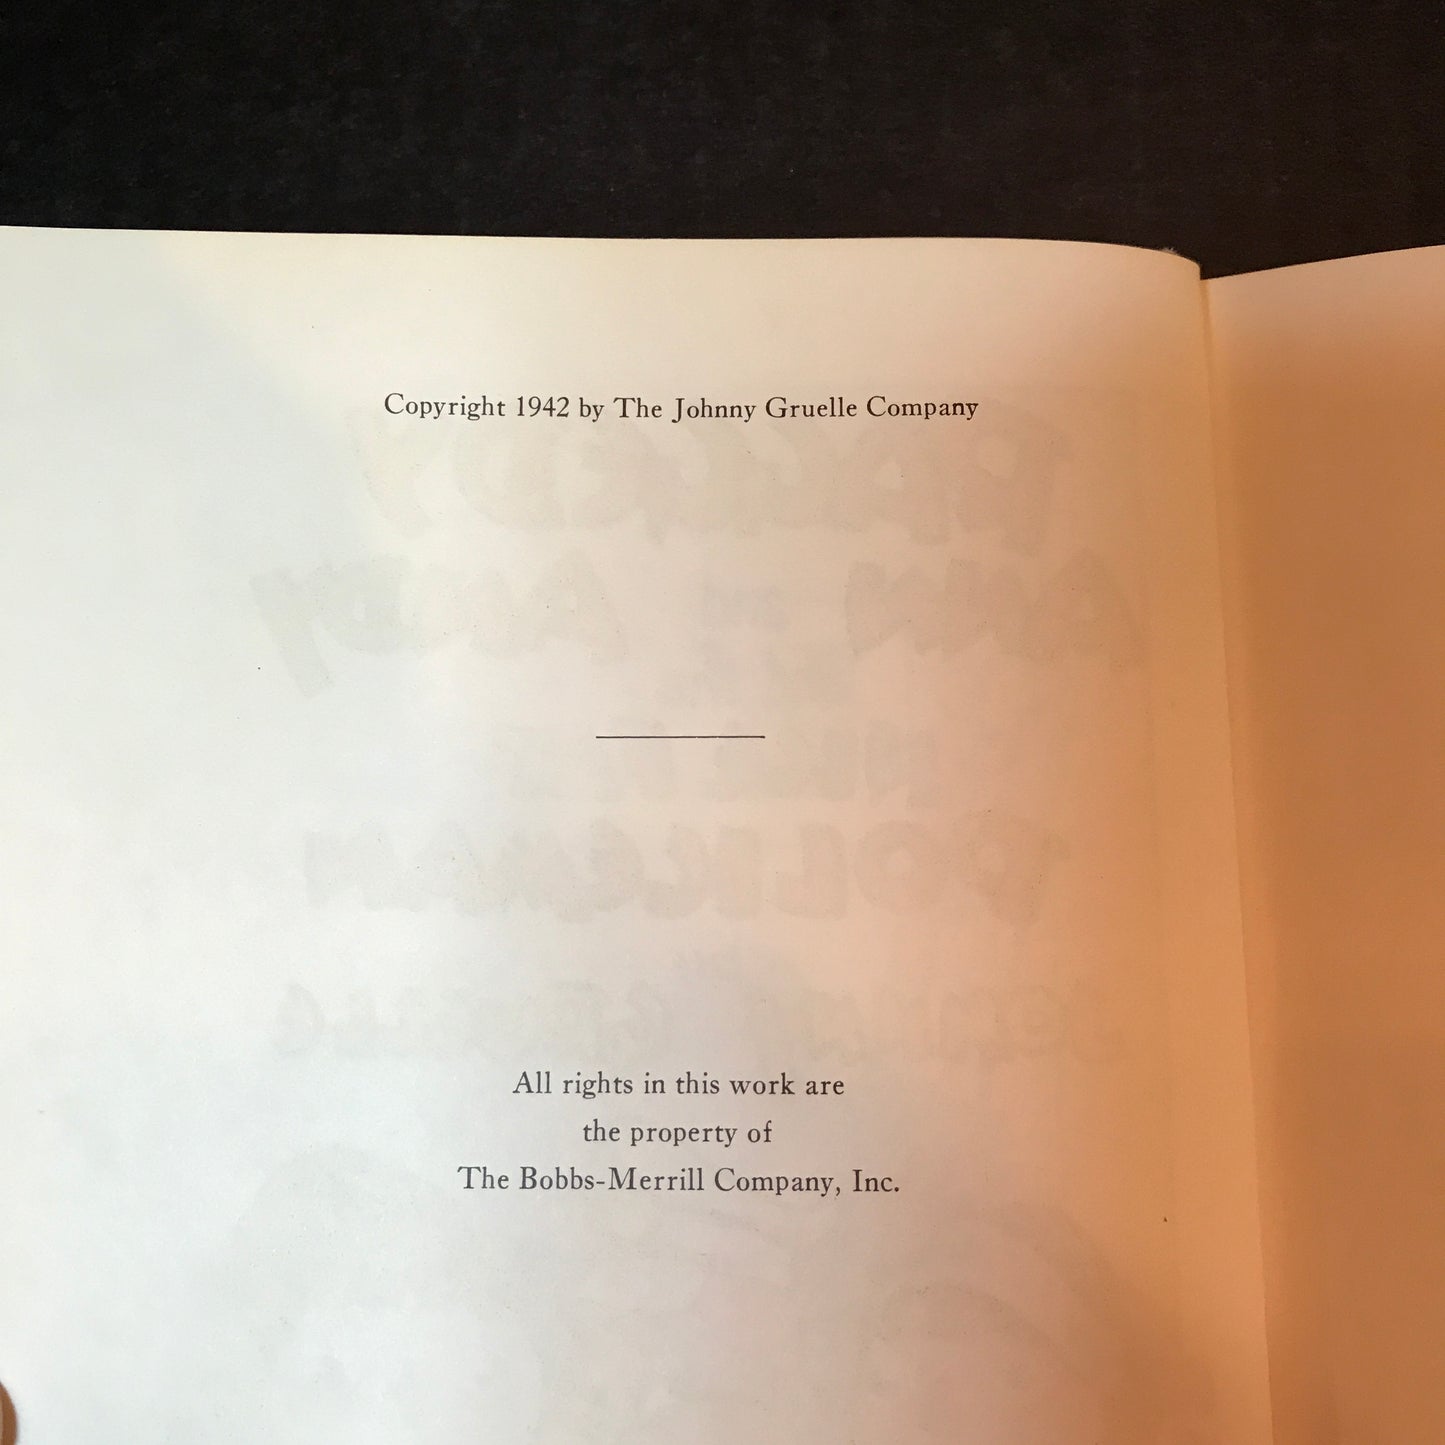 Copyright 1942 by The Johnny Gruelle Company
All rights in this work are
the property of
The Bobbs-Merrill Company, Inc.